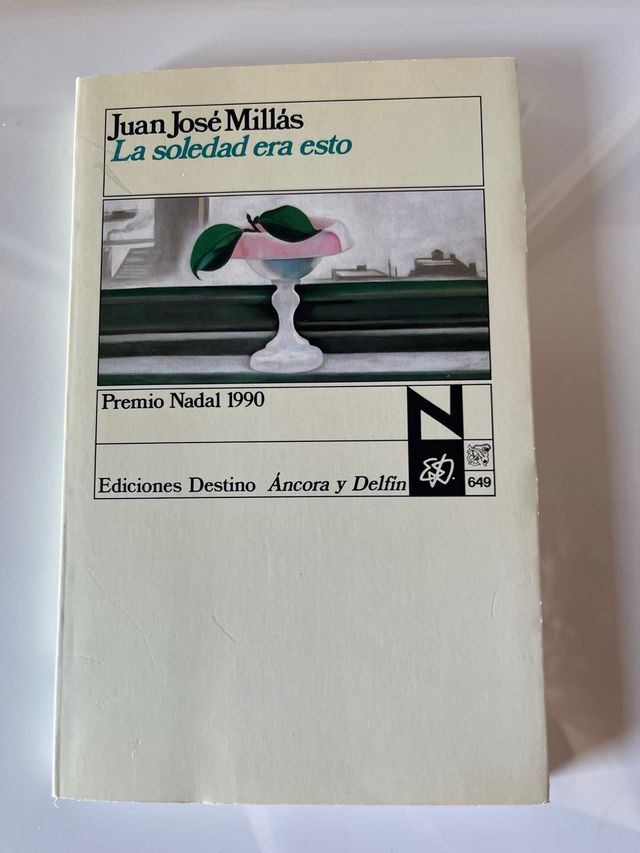 Juan José Millás
La soledad era esto
Premio Nadal 1990
N
Ediciones Destino Áncora y Delfín
649